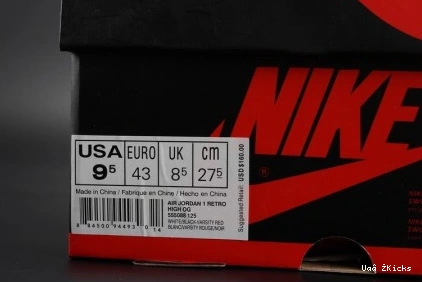 NIKE
®
USA EURO UK cm
9⁵ 43 8⁵ 27⁵
Made in China / Fabriqué en Chine / Hecho en China
AIR JORDAN 1 RETRO
HIGH OG
555088 125
WHITE/BLACK-VARSITY RED
BLANC/VARSITY ROUGE/NOIR
Suggested Retail: USD $160.00